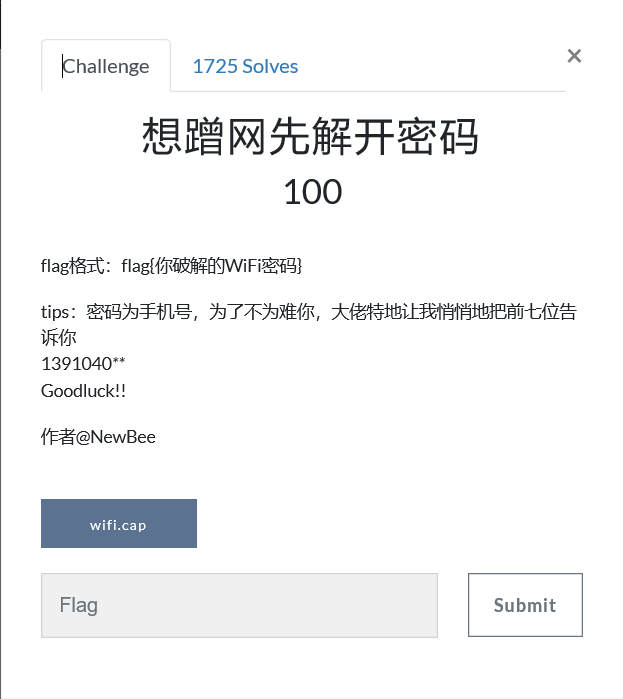 Challenge
1725 Solves
×
想蹭网先解开密码
100
flag格式：flag{你破解的WiFi密码}
tips：密码为手机号，为了不为难你，大佬特地让我悄悄地把前七位告
诉你
1391040**
Goodluck!!
作者@NewBee
wifi.cap
Flag
Submit